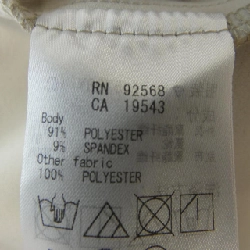 RN 92568
CA 19543
Body
91% POLYESTER
9% SPANDEX
Other fabric
100% POLYESTER